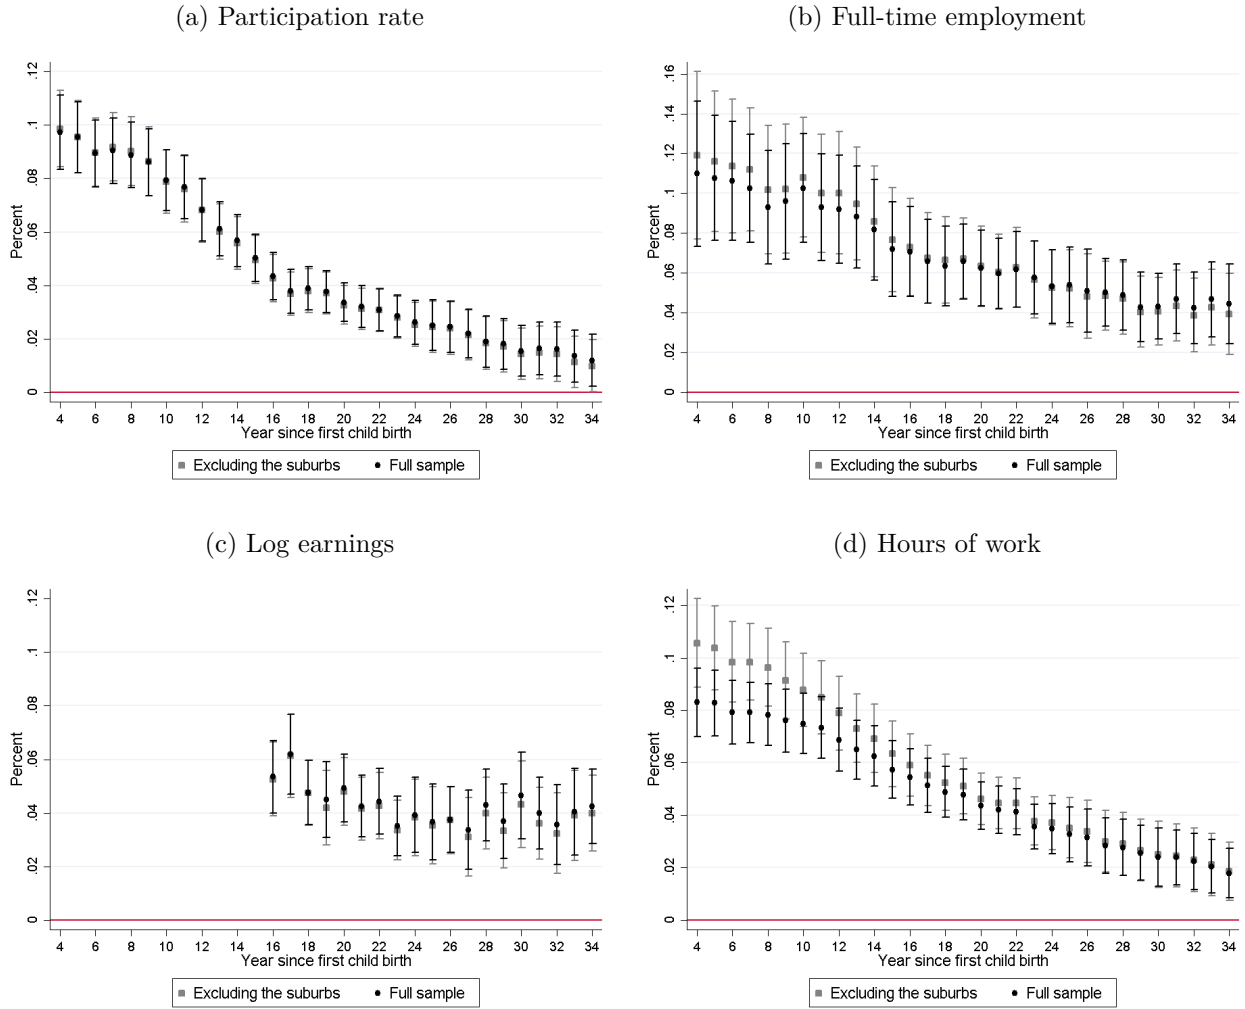 (a) Participation rate
.12
.1
.08
.06
.04
.02
0
Percent
4 6 8 10 12 14 16 18 20 22 24 26 28 30 32 34
Year since first child birth
Excluding the suburbs Full sample
(b) Full-time employment
.16
.14
.12
.1
.08
.06
.04
.02
0
Percent
4 6 8 10 12 14 16 18 20 22 24 26 28 30 32 34
Year since first child birth
Excluding the suburbs Full sample
(c) Log earnings
.12
.1
.08
.06
.04
.02
0
Percent
4 6 8 10 12 14 16 18 20 22 24 26 28 30 32 34
Year since first child birth
Excluding the suburbs Full sample
(d) Hours of work
.12
.1
.08
.06
.04
.02
0
Percent
4 6 8 10 12 14 16 18 20 22 24 26 28 30 32 34
Year since first child birth
Excluding the suburbs Full sample